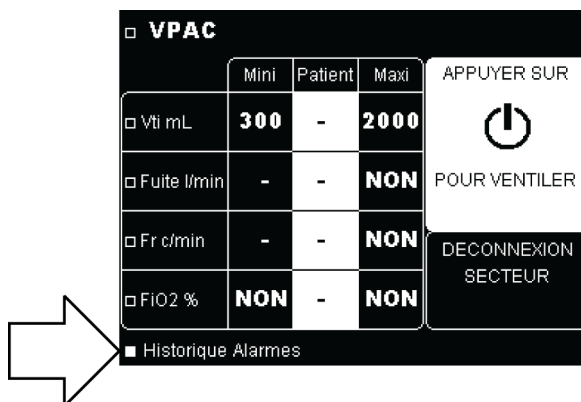 VPAC
Mini Patient Maxi
Vti mL 300 - 2000
Fuite l/min - - NON
Fr c/min - - NON
FiO2 % NON - NON
APPUYER SUR
POUR VENTILER
DECONNEXION
SECTEUR
Historique Alarmes